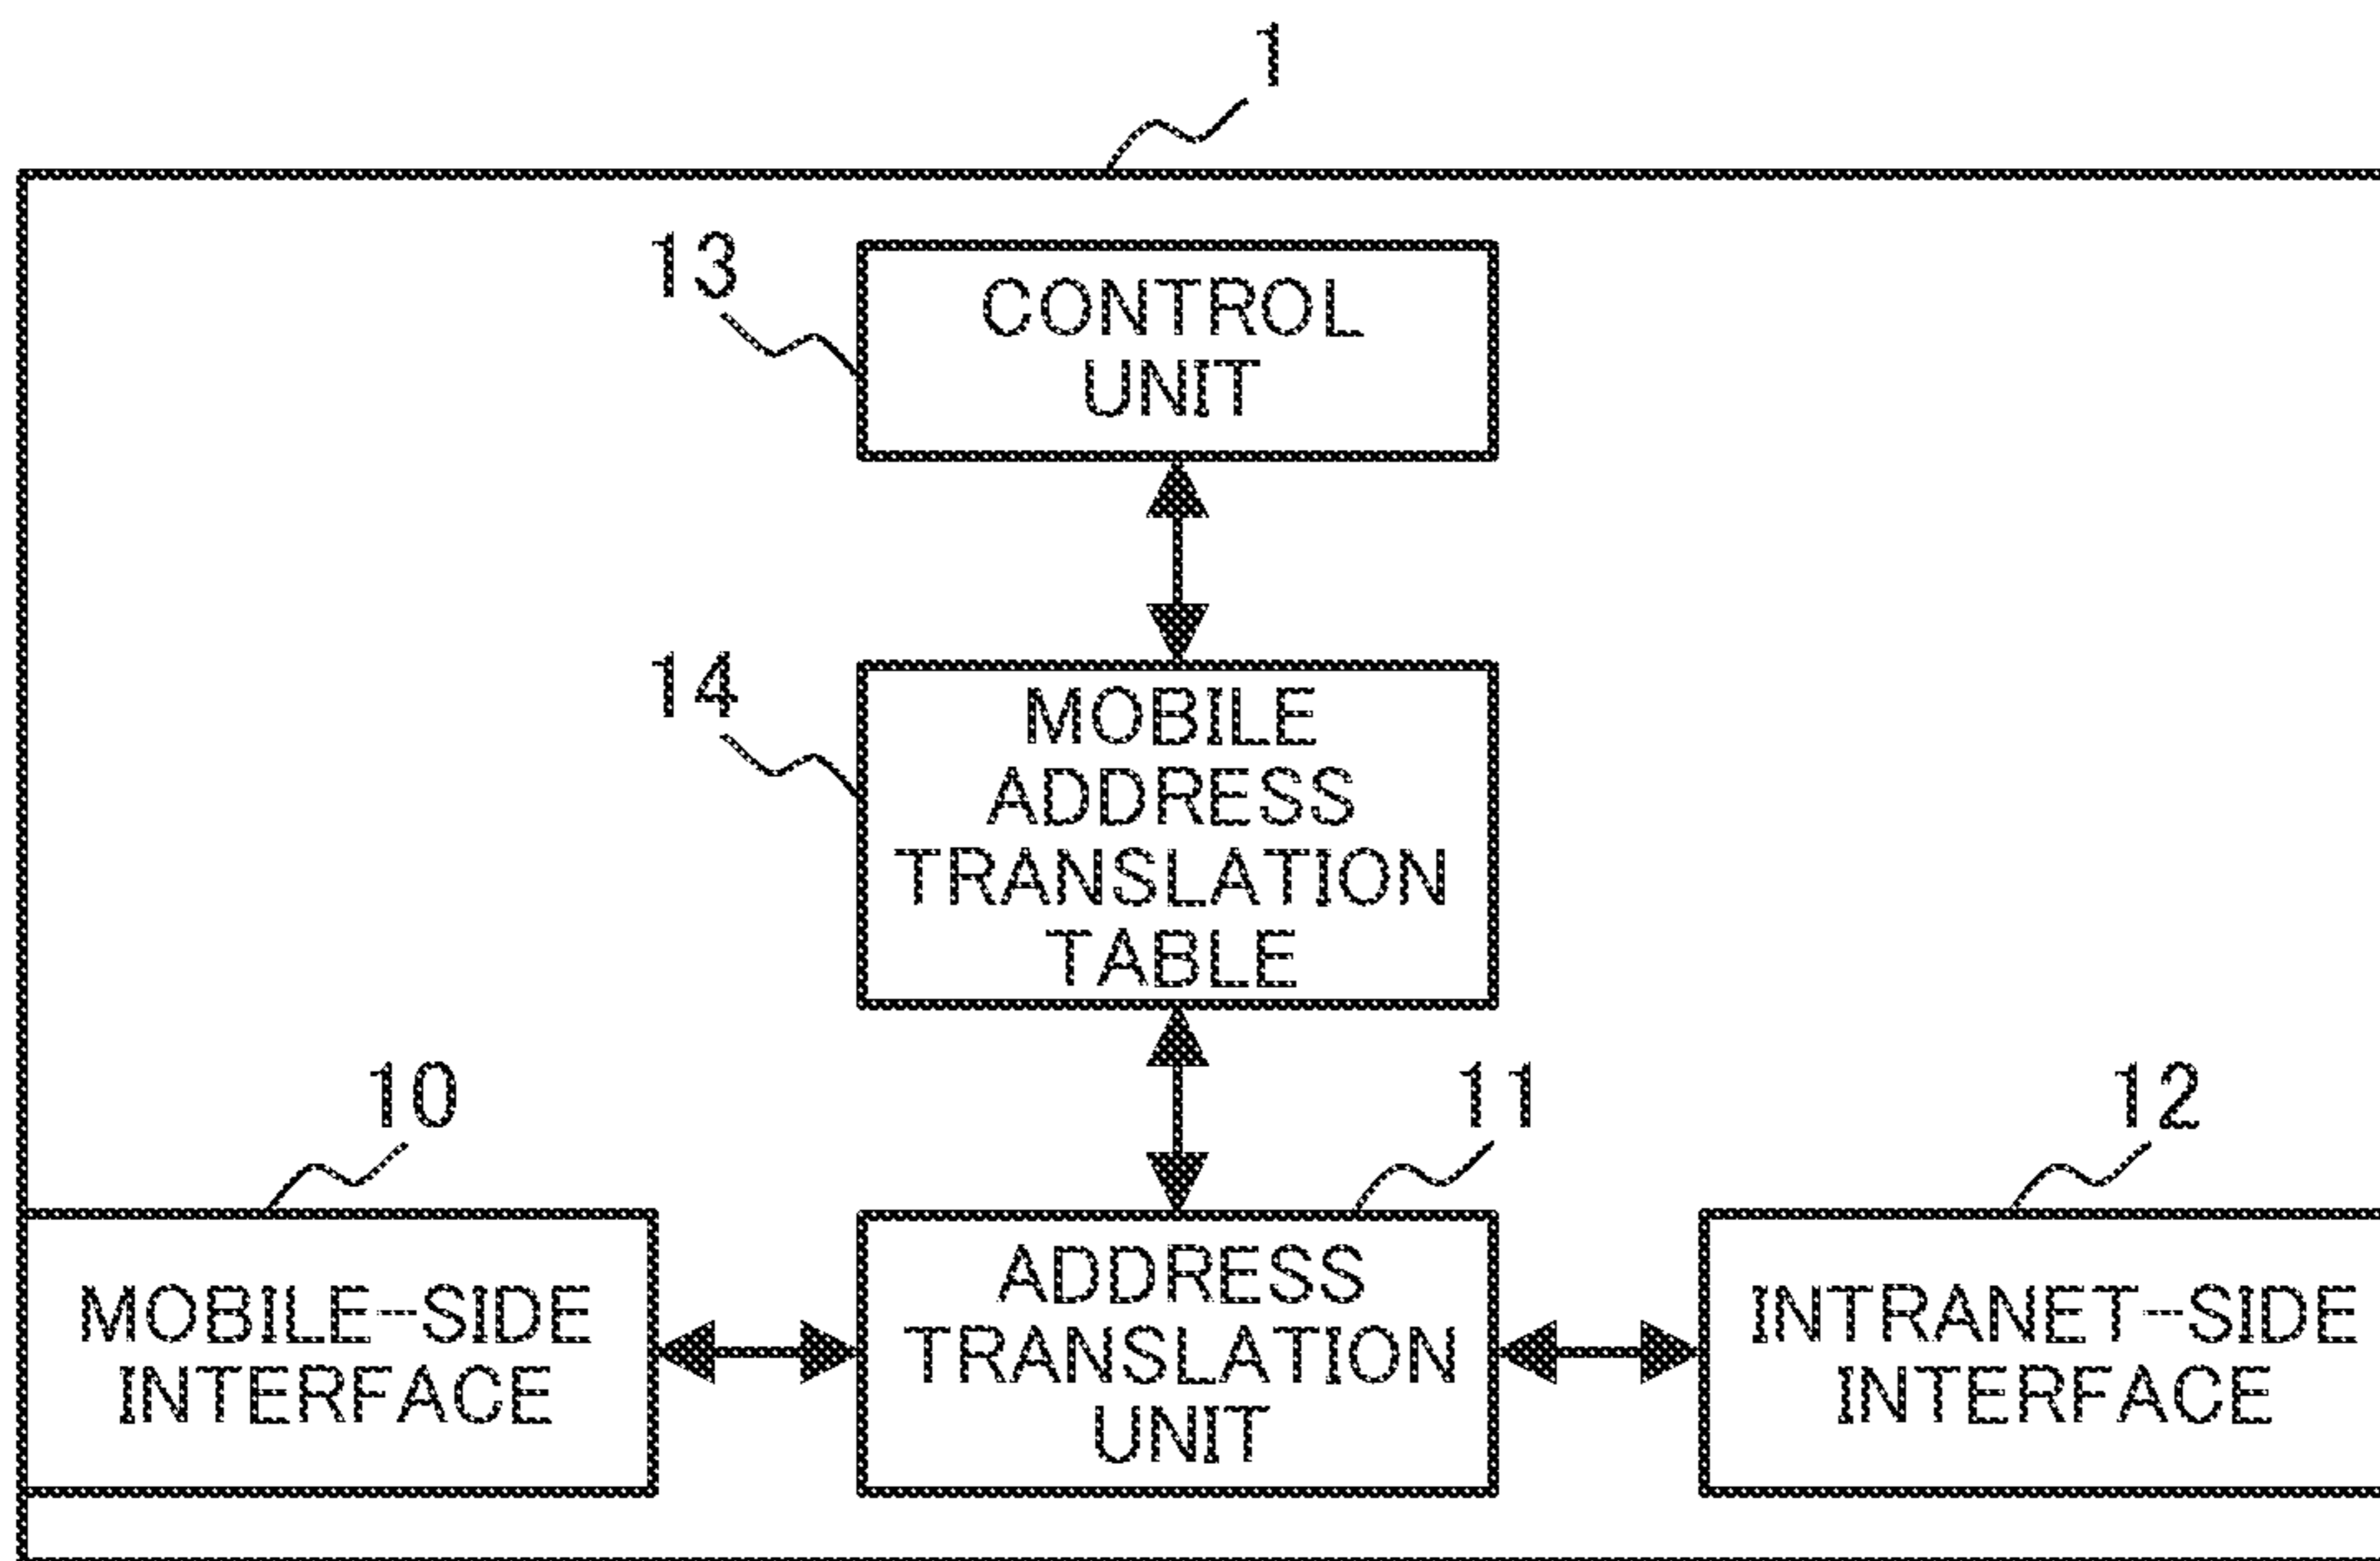 1
13
CONTROL
UNIT
14
MOBILE
ADDRESS
TRANSLATION
TABLE
10
11
12
MOBILE-SIDE
INTERFACE
ADDRESS
TRANSLATION
UNIT
INTRANET-SIDE
INTERFACE